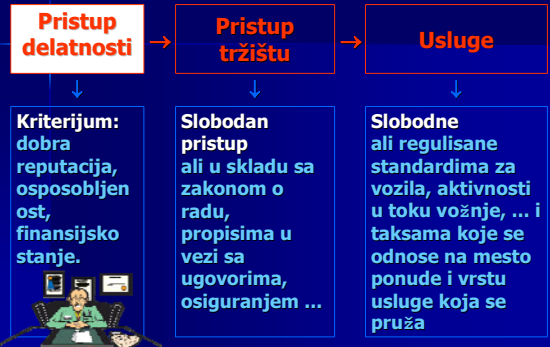 Pristup
delatnosti
→
Pristup
tržištu
→
Usluge
Kriterijum:
dobra
reputacija,
osposobljen
ost,
finansijsko
stanje.
Slobodan
pristup
ali u skladu sa
zakonom o
radu,
propisima u
vezi sa
ugovorima,
osiguranjem ...
Slobodne
ali regulisane
standardima za
vozila, aktivnosti
u toku vožnje, ... i
taksama koje se
odnose na mesto
ponude i vrstu
usluge koja se
pruža